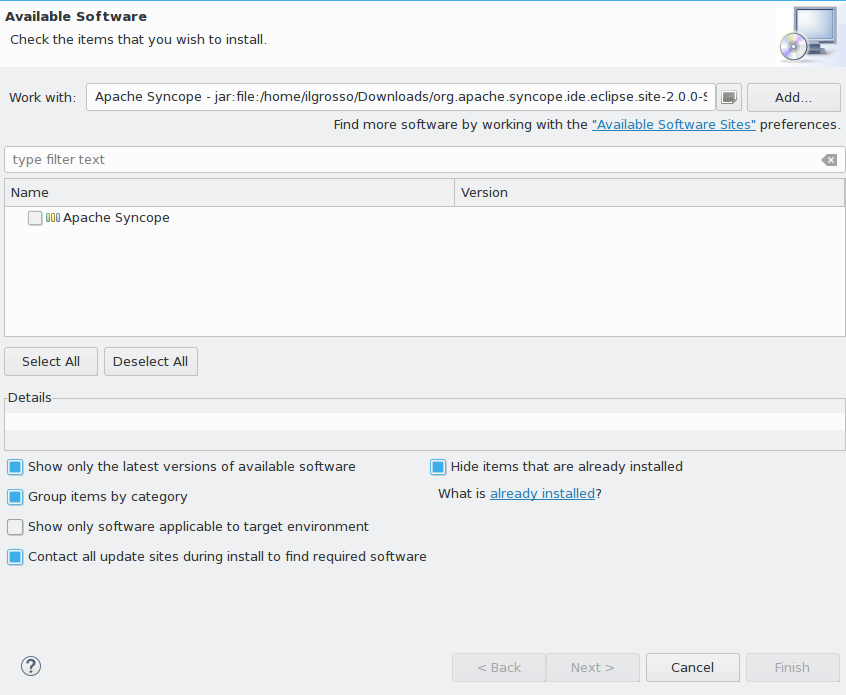 Available Software
Check the items that you wish to install.
Work with: Apache Syncope - jar:file:/home/ilgrosso/Downloads/org.apache.syncope.ide.eclipse.site-2.0.0-S Add...
Find more software by working with the "Available Software Sites" preferences.
type filter text
Name Version
Apache Syncope
Select All Deselect All
Details
Show only the latest versions of available software Hide items that are already installed
Group items by category What is already installed?
Show only software applicable to target environment
Contact all update sites during install to find required software
? < Back Next > Cancel Finish